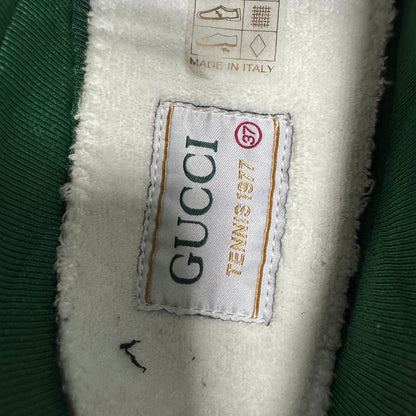 MADE IN ITALY
GUCCI
TENNIS 1977
37